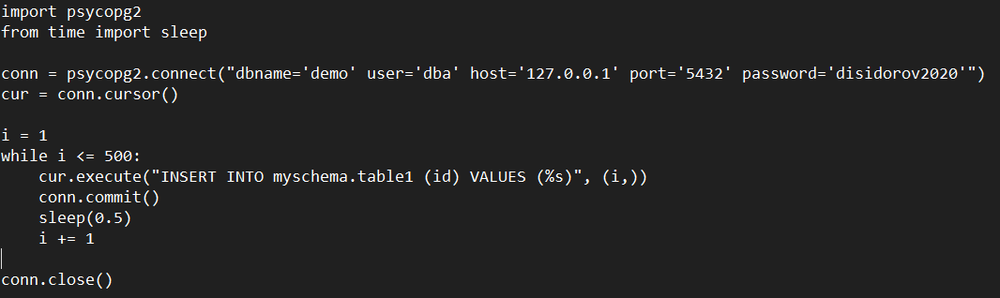 import psycopg2
from time import sleep

conn = psycopg2.connect("dbname='demo' user='dba' host='127.0.0.1' port='5432' password='disidorov2020'")
cur = conn.cursor()

i = 1
while i <= 500:
    cur.execute("INSERT INTO myschema.table1 (id) VALUES (%s)", (i,))
    conn.commit()
    sleep(0.5)
    i += 1

conn.close()